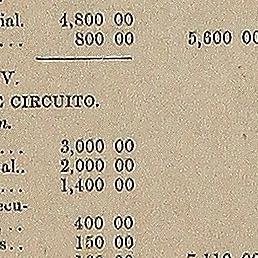 ial. 4,800 00
... 800 00 5,600 00
V.
E CIRCUITO.
n.
... 3,000 00
al.. 2,000 00
... 1,400 00
ecu-
.. 400 00
s.. 150 00